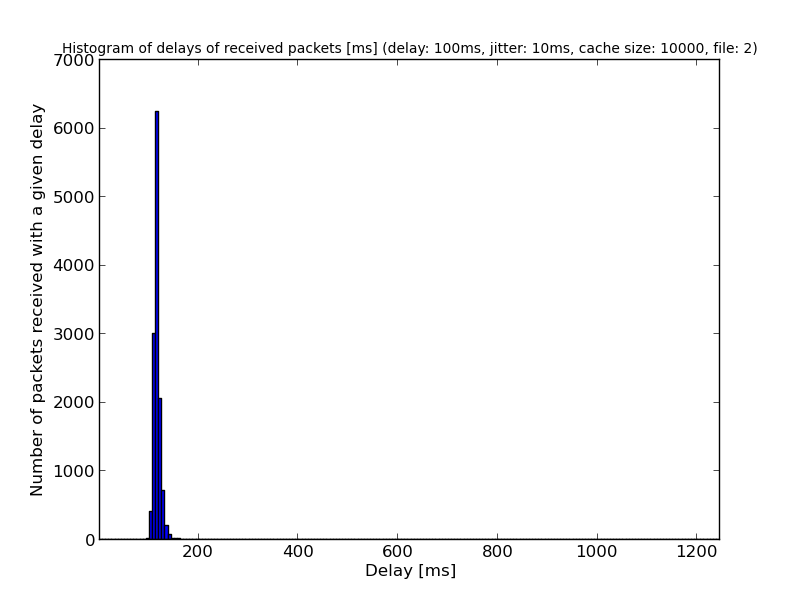 Histogram of delays of received packets [ms] (delay: 100ms, jitter: 10ms, cache size: 10000, file: 2)
7000
6000
5000
4000
3000
2000
1000
0
Number of packets received with a given delay
200 400 600 800 1000 1200
Delay [ms]